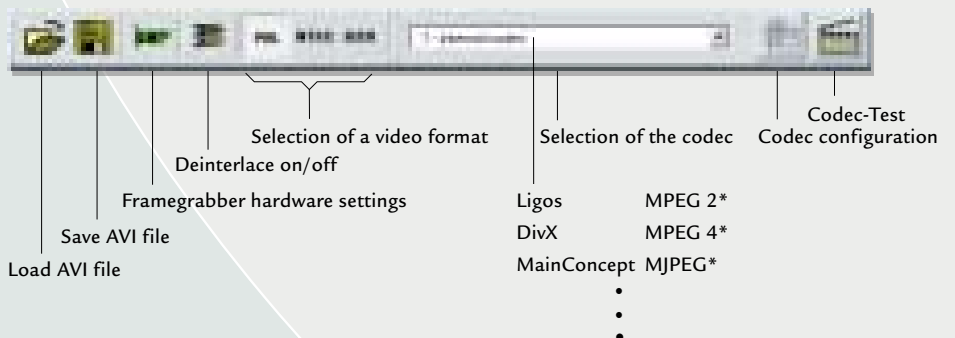 Codec-Test
Selection of a video format
Selection of the codec
Codec configuration
Deinterlace on/off
Framegrabber hardware settings
Ligos MPEG 2*
Save AVI file
DivX MPEG 4*
Load AVI file
MainConcept MJPEG*